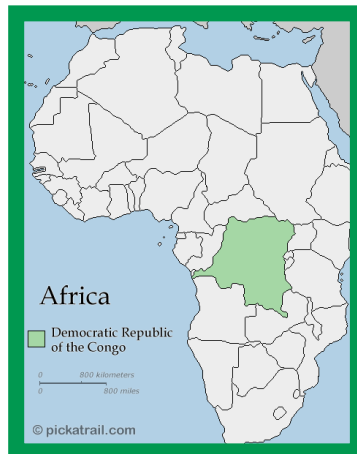 Africa
Democratic Republic
of the Congo
0 800 kilometers
0 800 miles
© pickatrail.com